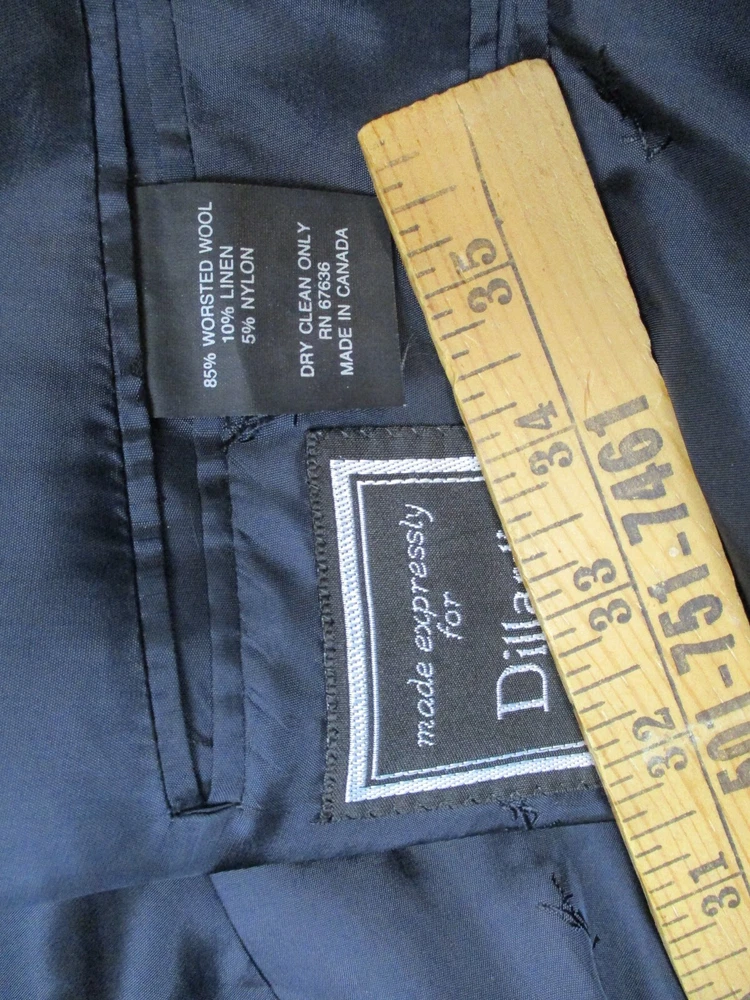 85% WORSTED WOOL
10% LINEN
5% NYLON
DRY CLEAN ONLY
RN 67636
MADE IN CANADA
made expressly
for
35
34
33
32
31
501-751-7461